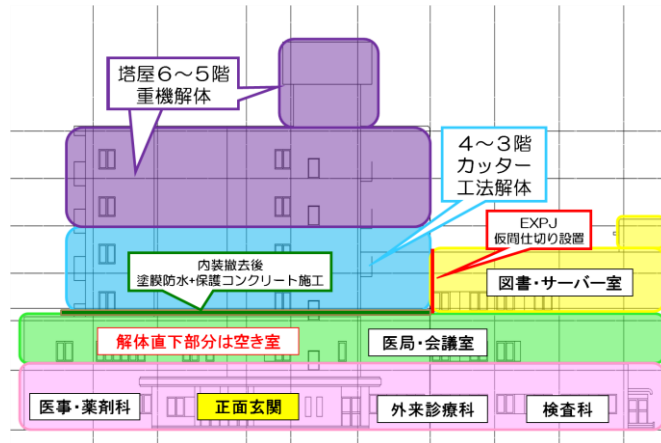 塔屋6～5階
重機解体
4～3階
カッター
工法解体
EXPJ
仮間仕切り設置
内装撤去後
塗膜防水+保護コンクリート施工
図書・サーバー室
解体直下部分は空き室
医局・会議室
医事・薬剤科
正面玄関
外来診療科
検査科